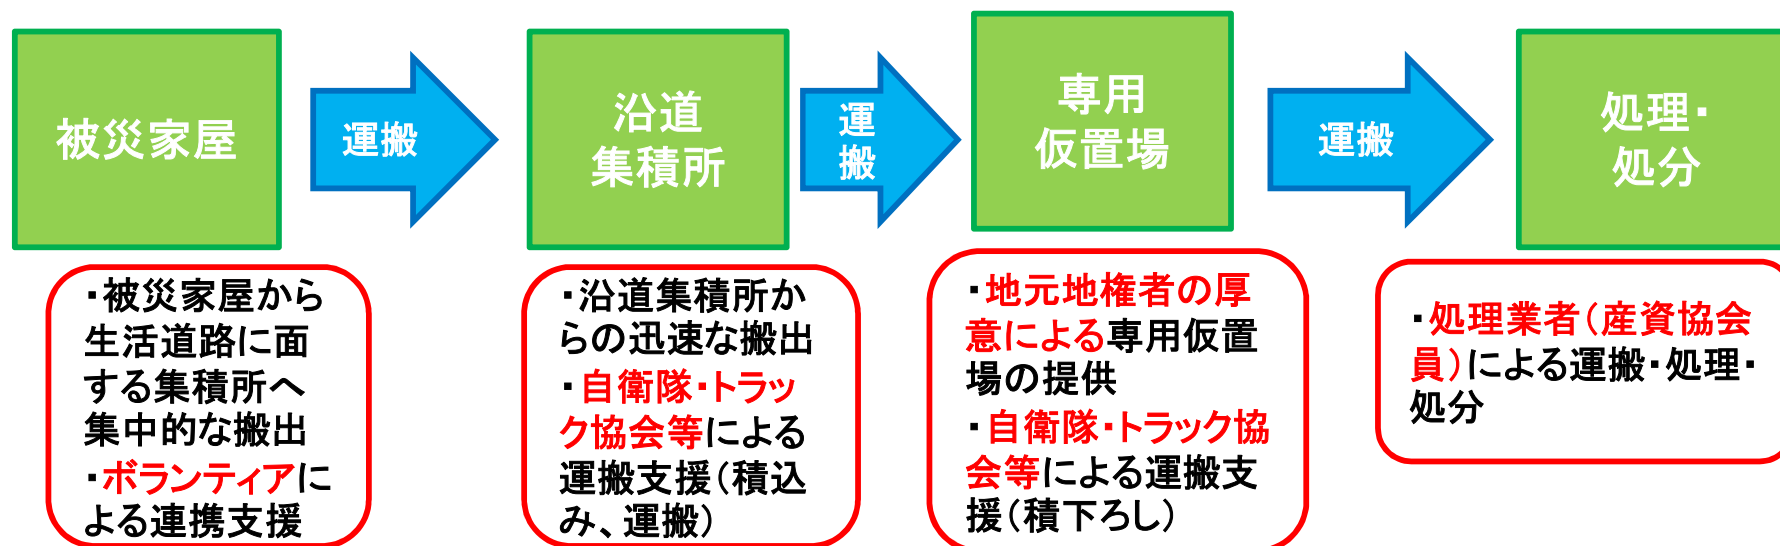 被災家屋
運搬
沿道
集積所
運
搬
専用
仮置場
運搬
処理・
処分
・被災家屋から
生活道路に面
する集積所へ
集中的な搬出
・ボランティアに
よる連携支援
・沿道集積所か
らの迅速な搬出
・自衛隊・トラッ
ク協会等による
運搬支援（積込
み、運搬）
・地元地権者の厚
意による専用仮置
場の提供
・自衛隊・トラック協
会等による運搬支
援（積下ろし）
・処理業者（産資協会
員）による運搬・処理・
処分